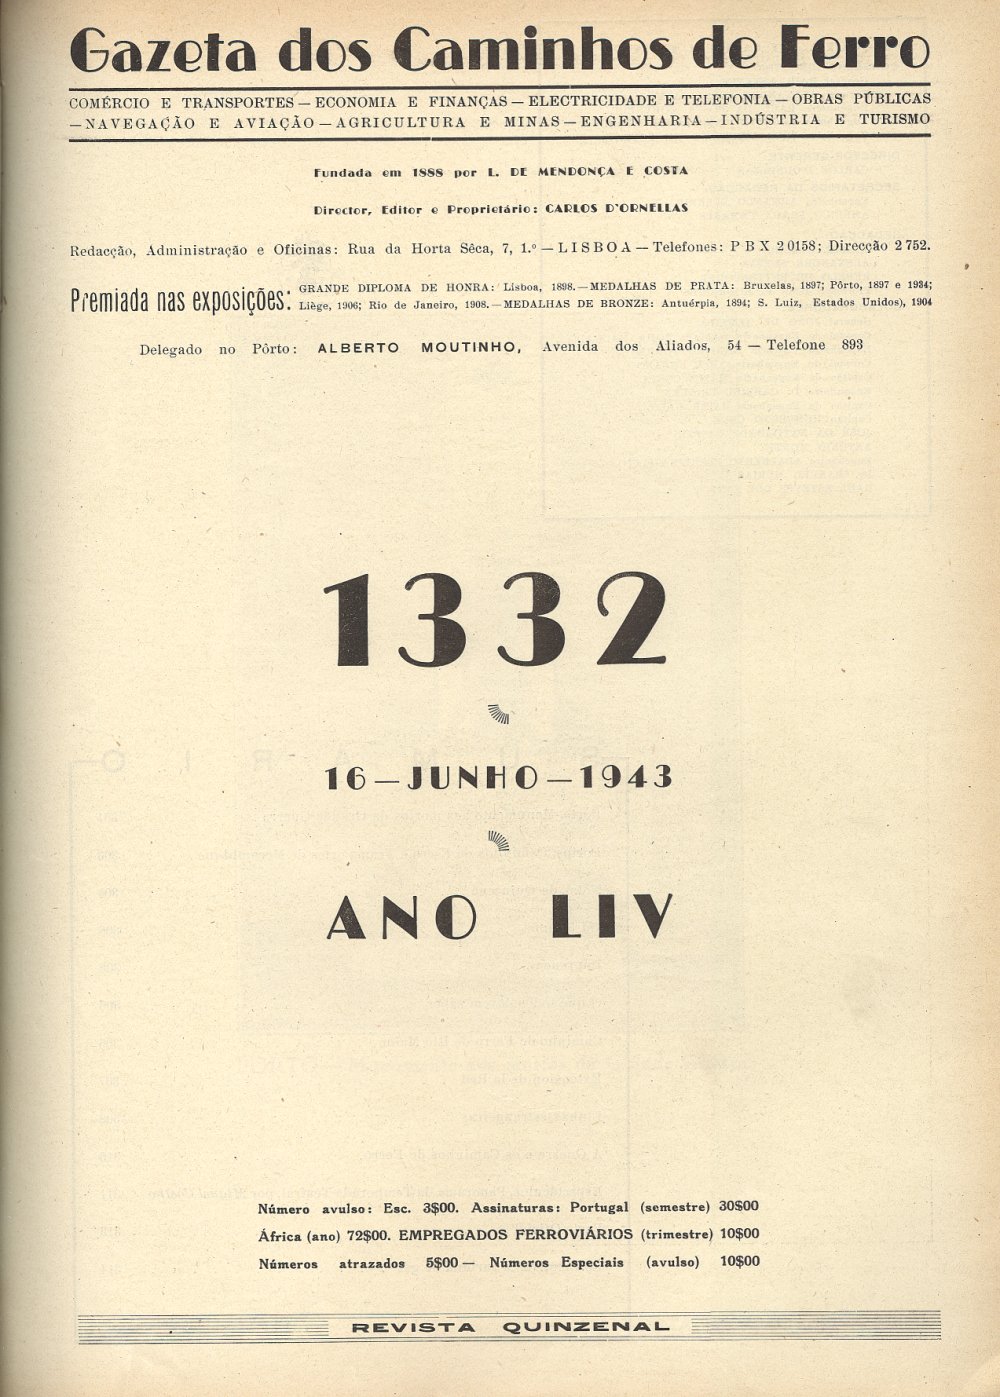 Gazeta dos Caminhos de Ferro
COMÉRCIO E TRANSPORTES — ECONOMIA E FINANÇAS — ELECTRICIDADE E TELEFONIA — OBRAS PÚBLICAS
— NAVEGAÇÃO E AVIAÇÃO — AGRICULTURA E MINAS — ENGENHARIA — INDÚSTRIA E TURISMO
Fundada em 1888 por L. DE MENDONÇA E COSTA
Director, Editor e Proprietário: CARLOS D'ORNELLAS
Redacção, Administração e Oficinas: Rua da Horta Sêca, 7, 1.º — LISBOA — Telefones: PBX 20158; Direcção 2752.
Premiada nas exposições:
GRANDE DIPLOMA DE HONRA: Lisboa, 1898. — MEDALHAS DE PRATA: Bruxelas, 1897; Pôrto, 1897 e 1934;
Liège, 1906; Rio de Janeiro, 1908. — MEDALHAS DE BRONZE: Antuérpia, 1894; S. Luiz, Estados Unidos), 1904
Delegado no Pôrto: ALBERTO MOUTINHO, Avenida dos Aliados, 54 — Telefone 893
1332
16 — JUNHO — 1943
ANO LIV
Número avulso: Esc. 3$00. Assinaturas: Portugal (semestre) 30$00
África (ano) 72$00. EMPREGADOS FERROVIÁRIOS (trimestre) 10$00
Números atrazados 5$00 — Números Especiais (avulso) 10$00
REVISTA QUINZENAL